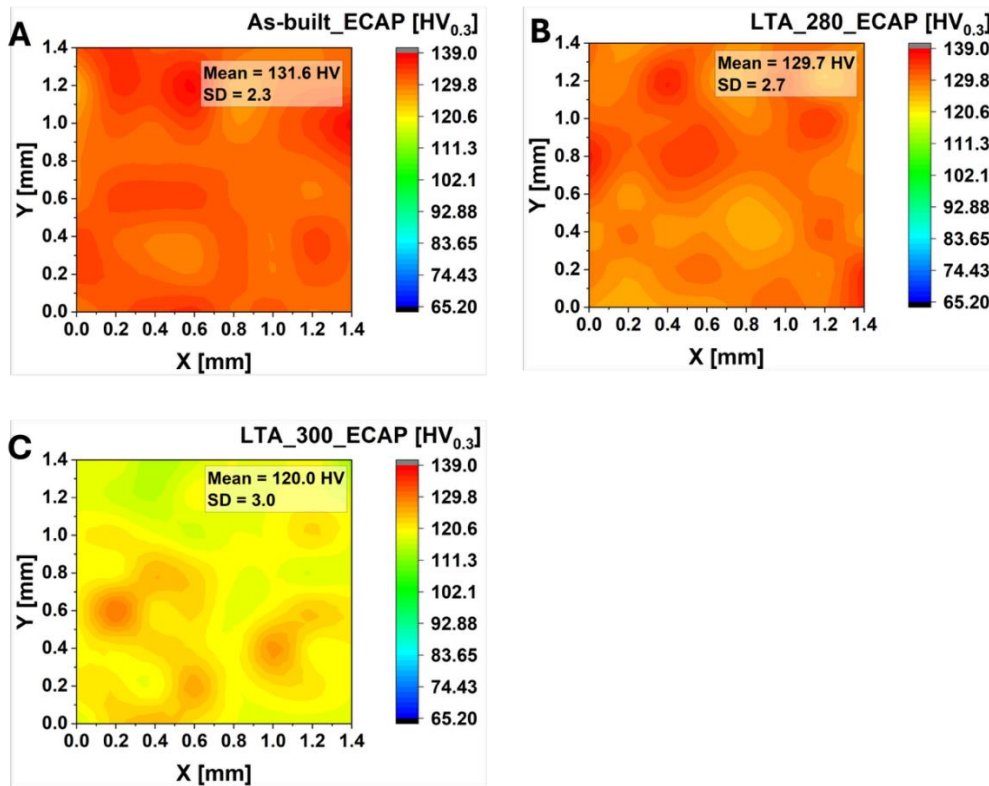 A
As-built_ECAP [HV0.3]
Mean = 131.6 HV
SD = 2.3
1.4
1.2
1.0
0.8
0.6
0.4
0.2
0.0
Y [mm]
0.0 0.2 0.4 0.6 0.8 1.0 1.2 1.4
X [mm]
139.0
129.8
120.6
111.3
102.1
92.88
83.65
74.43
65.20
B
LTA_280_ECAP [HV0.3]
Mean = 129.7 HV
SD = 2.7
1.4
1.2
1.0
0.8
0.6
0.4
0.2
0.0
Y [mm]
0.0 0.2 0.4 0.6 0.8 1.0 1.2 1.4
X [mm]
139.0
129.8
120.6
111.3
102.1
92.88
83.65
74.43
65.20
C
LTA_300_ECAP [HV0.3]
Mean = 120.0 HV
SD = 3.0
1.4
1.2
1.0
0.8
0.6
0.4
0.2
0.0
Y [mm]
0.0 0.2 0.4 0.6 0.8 1.0 1.2 1.4
X [mm]
139.0
129.8
120.6
111.3
102.1
92.88
83.65
74.43
65.20